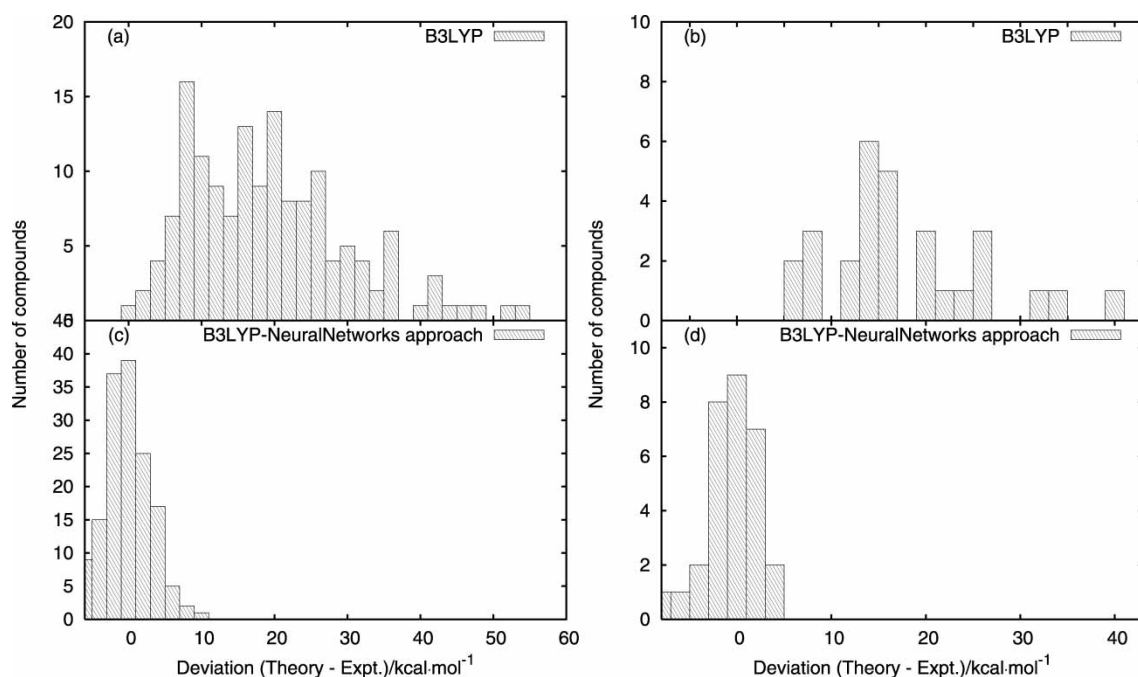 20
(a)
B3LYP
15
10
5
0
Number of compounds
10
(b)
B3LYP
8
6
4
2
0
Number of compounds
40
(c)
B3LYP-NeuralNetworks approach
35
30
25
20
15
10
5
0
0 10 20 30 40 50 60
Deviation (Theory - Expt.)/kcal·mol⁻¹
(d)
B3LYP-NeuralNetworks approach
10
8
6
4
2
0
0 10 20 30 40
Deviation (Theory - Expt.)/kcal·mol⁻¹